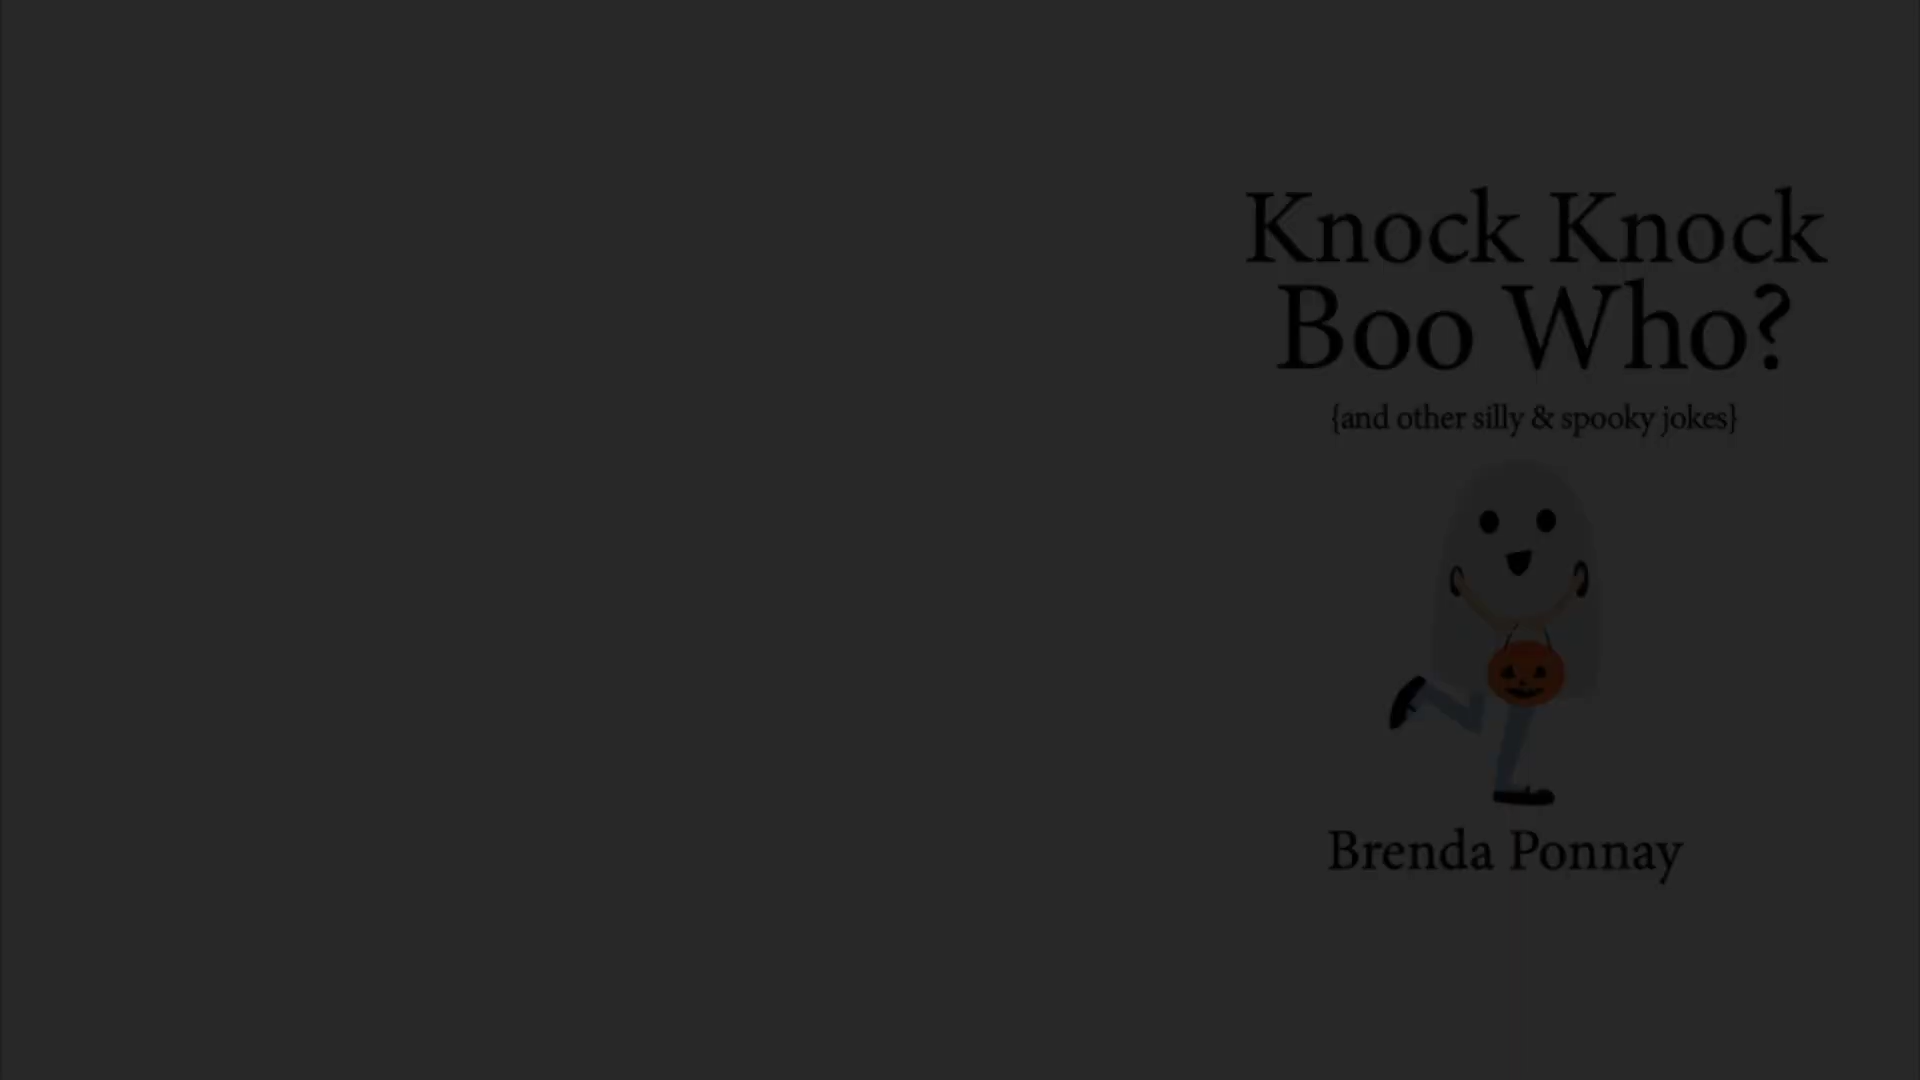 Knock Knock
Boo Who?
{and other silly & spooky jokes}
Brenda Ponnay